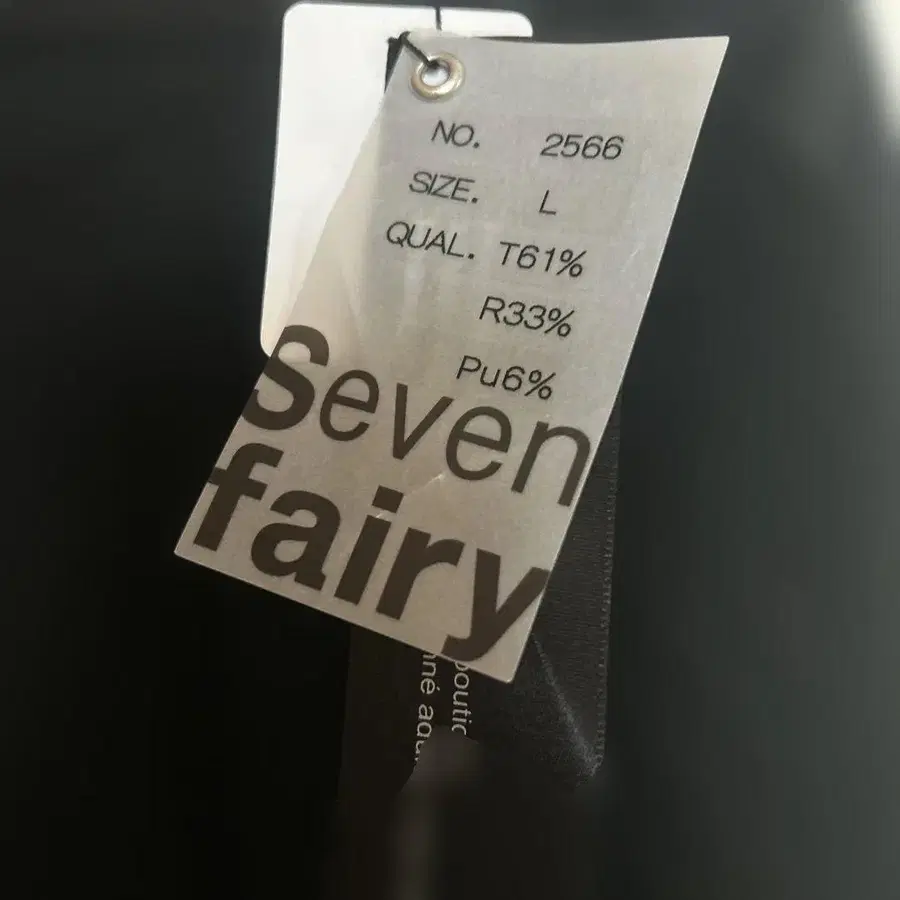 NO. 2566
SIZE. L
QUAL. T61%
R33%
Pu6%
Seven
fairy